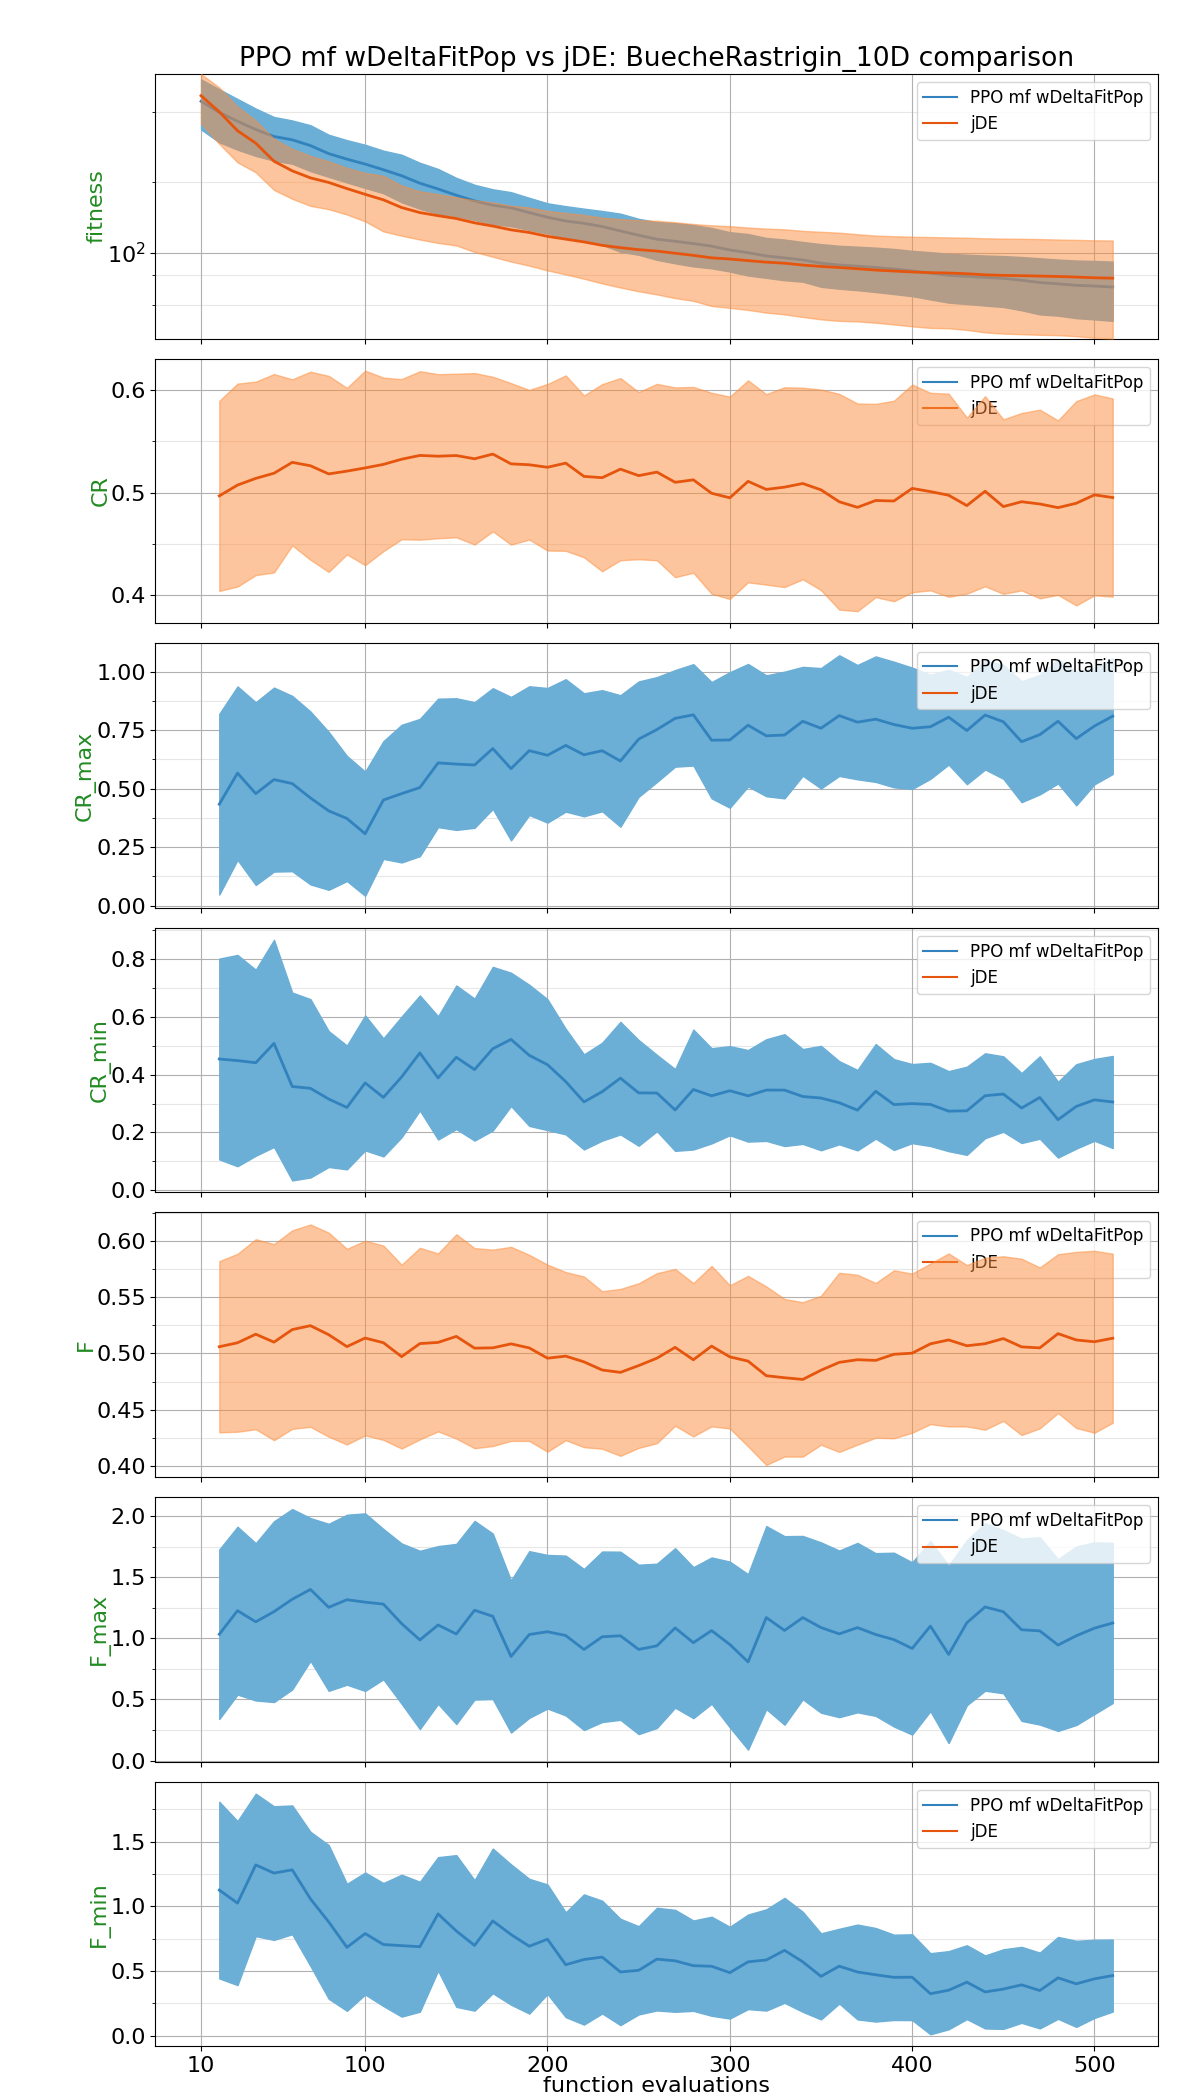 PPO mf wDeltaFitPop vs jDE: BuecheRastrigin_10D comparison
PPO mf wDeltaFitPop
jDE
fitness
10²
PPO mf wDeltaFitPop
jDE
CR
0.6
0.5
0.4
PPO mf wDeltaFitPop
jDE
CR_max
1.00
0.75
0.50
0.25
0.00
PPO mf wDeltaFitPop
jDE
CR_min
0.8
0.6
0.4
0.2
0.0
PPO mf wDeltaFitPop
jDE
F
0.60
0.55
0.50
0.45
0.40
PPO mf wDeltaFitPop
jDE
F_max
2.0
1.5
1.0
0.5
0.0
PPO mf wDeltaFitPop
jDE
F_min
1.5
1.0
0.5
0.0
10 100 200 300 400 500
function evaluations